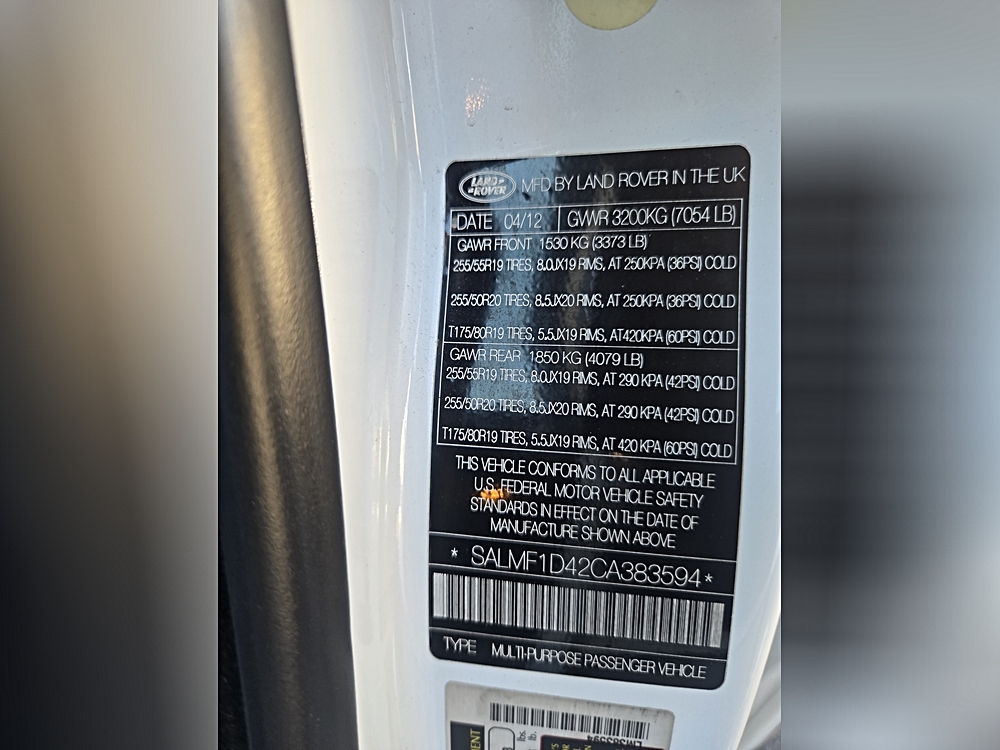 LAND-
-ROVER
MFD BY LAND ROVER IN THE UK
DATE 04/12 GWVR 3200KG (7054 LB)
GAWR FRONT 1530 KG (3373 LB)
255/55R19 TIRES, 8.0JX19 RIMS, AT 250KPA (36PSI) COLD
255/50R20 TIRES, 8.5JX20 RIMS, AT 250KPA (36PSI) COLD
T175/80R19 TIRES, 5.5JX19 RIMS, AT420KPA (60PSI) COLD
GAWR REAR 1850 KG (4079 LB)
255/55R19 TIRES, 8.0JX19 RIMS, AT 290 KPA (42PSI) COLD
255/50R20 TIRES, 8.5JX20 RIMS, AT 290 KPA (42PSI) COLD
T175/80R19 TIRES, 5.5JX19 RIMS, AT 420 KPA (60PSI) COLD
THIS VEHICLE CONFORMS TO ALL APPLICABLE
U.S. FEDERAL MOTOR VEHICLE SAFETY
STANDARDS IN EFFECT ON THE DATE OF
MANUFACTURE SHOWN ABOVE
* SALMF1D42CA383594 *
TYPE MULTI-PURPOSE PASSENGER VEHICLE
lbs.
lb.